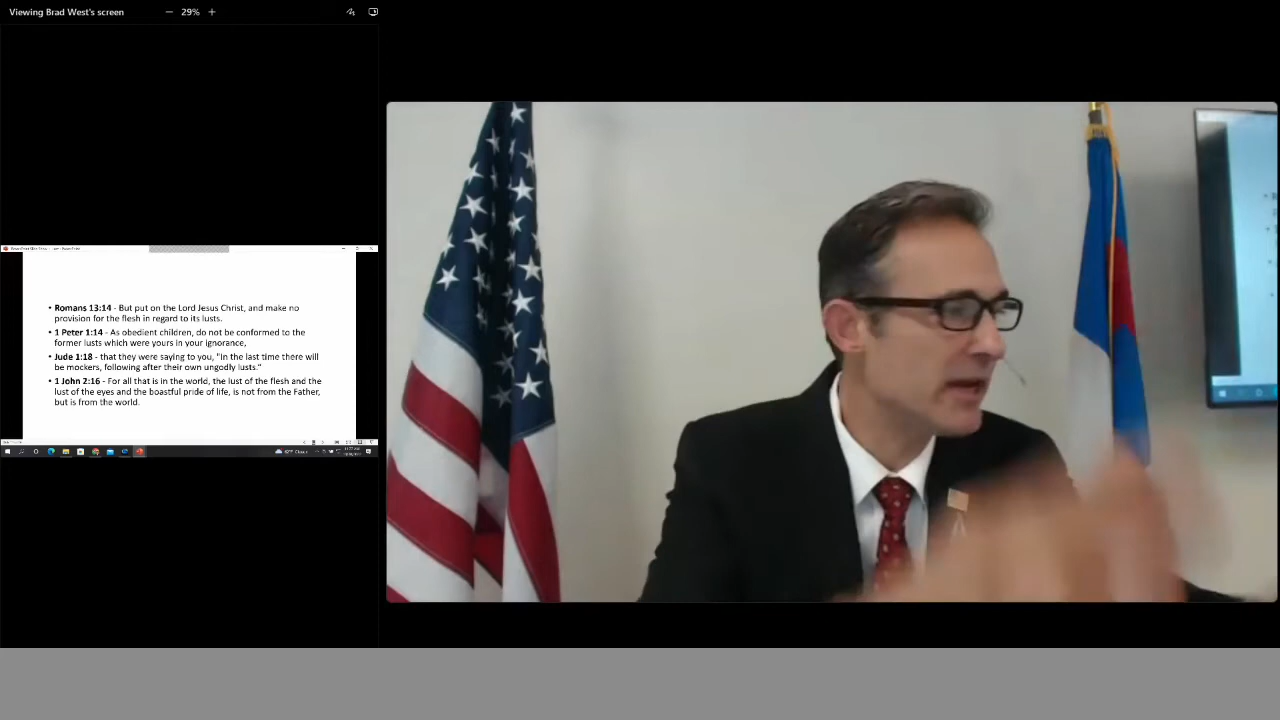 Viewing Brad West's screen
— 29% +
• Romans 13:14 - But put on the Lord Jesus Christ, and make no
provision for the flesh in regard to its lusts.
• 1 Peter 1:14 - As obedient children, do not be conformed to the
former lusts which were yours in your ignorance,
• Jude 1:18 - that they were saying to you, "In the last time there will
be mockers, following after their own ungodly lusts."
• 1 John 2:16 - For all that is in the world, the lust of the flesh and the
lust of the eyes and the boastful pride of life, is not from the Father,
but is from the world.